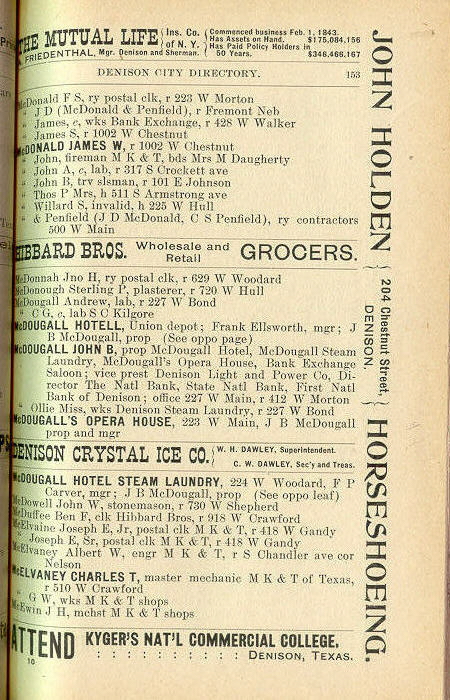 THE MUTUAL LIFE { Ins. Co. of N. Y. { Commenced business Feb. 1, 1843.
Has Assets on Hand. $175,084,156
FRIEDENTHAL, Mgr. Denison and Sherman. Has Paid Policy Holders in
50 Years. $346,466,167
DENISON CITY DIRECTORY. 153
McDonald F S, ry postal clk, r 223 W Morton
" J D (McDonald & Penfield), r Fremont Neb
" James, c, wks Bank Exchange, r 428 W Walker
" James S, r 1002 W Chestnut
McDONALD JAMES W, r 1002 W Chestnut
" John, fireman M K & T, bds Mrs M Daugherty
" John A, c, lab, r 317 S Crockett ave
" John B, trv slsman, r 101 E Johnson
" Thos P Mrs, h 511 S Armstrong ave
" Willard S, invalid, h 225 W Hull
" & Penfield (J D McDonald, C S Penfield), ry contractors
500 W Main
HIBBARD BROS. Wholesale and Retail GROCERS.
McDonnah Jno H, ry postal clk, r 629 W Woodard
McDonough Sterling P, plasterer, r 720 W Hull
McDougall Andrew, lab, r 227 W Bond
" C G, c, lab S C Kilgore
McDOUGALL HOTELL, Union depot; Frank Ellsworth, mgr; J
B McDougall, prop (See oppo page)
McDOUGALL JOHN B, prop McDougall Hotel, McDougall Steam
Laundry, McDougall's Opera House, Bank Exchange
Saloon; vice prest Denison Light and Power Co, Di-
rector The Natl Bank, State Natl Bank, First Natl
Bank of Denison; office 227 W Main, r 412 W Morton
" Ollie Miss, wks Denison Steam Laundry, r 227 W Bond
McDOUGALL'S OPERA HOUSE, 223 W Main, J B McDougall
prop and mgr
DENISON CRYSTAL ICE CO. { W. H. DAWLEY, Superintendent.
C. W. DAWLEY, Sec'y and Treas.
McDOUGALL HOTEL STEAM LAUNDRY, 224 W Woodard, F P
Carver, mgr; J B McDougall, prop (See oppo leaf)
McDowell John W, stonemason, r 730 W Shepherd
McDuffee Ben F, clk Hibbard Bros, r 918 W Crawford
McElvaine Joseph E, Jr, postal clk M K & T, r 418 W Gandy
" Joseph E, Sr, postal clk M K & T, r 418 W Gandy
McElvaney Albert W, engr M K & T, r S Chandler ave cor
Nelson
McELVANEY CHARLES T, master mechanic M K & T of Texas,
r 510 W Crawford
" G W, wks M K & T shops
McEwin J H, mchst M K & T shops
ATTEND KYGER'S NAT'L COMMERCIAL COLLEGE,
10 : : : : : : : : : : DENISON, TEXAS.
JOHN HOLDEN { 204 Chestnut Street, DENISON. } HORSESHOEING.